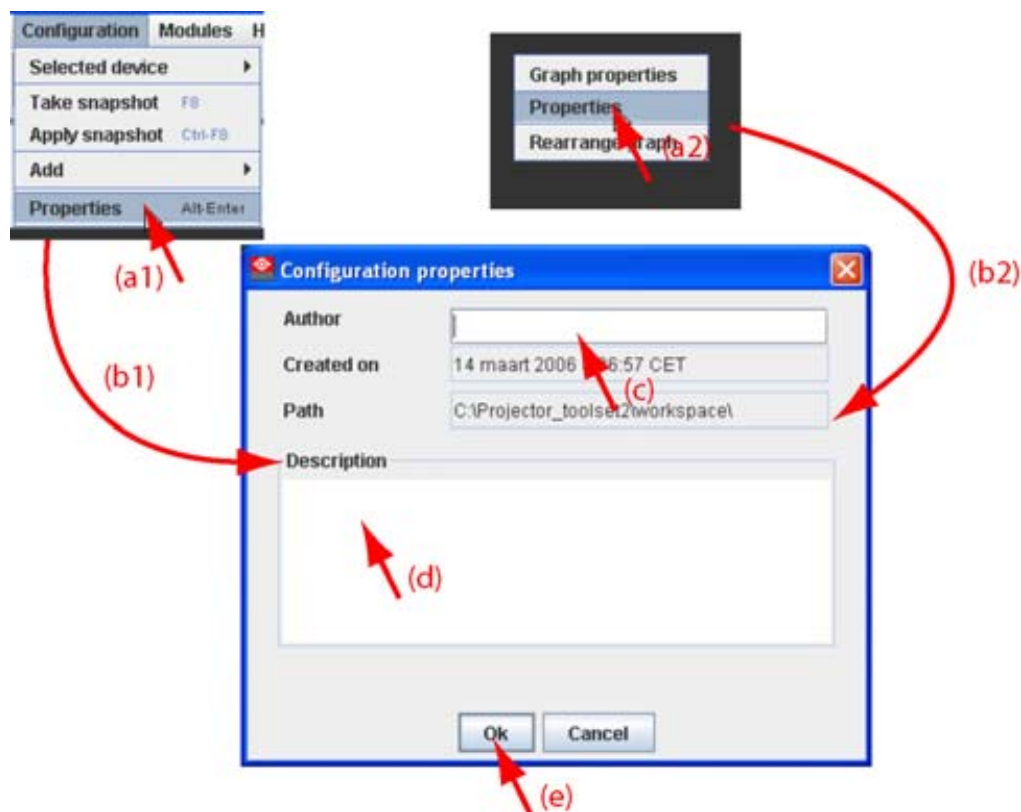 Configuration Modules H
Selected device
Take snapshot F8
Apply snapshot Ctrl-F8
Add
Properties Alt-Enter
(a1)
Graph properties
Properties
Rearrange graph
(a2)
(b1)
(b2)
Configuration properties
Author
(c)
Created on 14 maart 2006 :57 CET
Path C:\Projector_toolset2\workspace\
Description
(d)
Ok Cancel
(e)